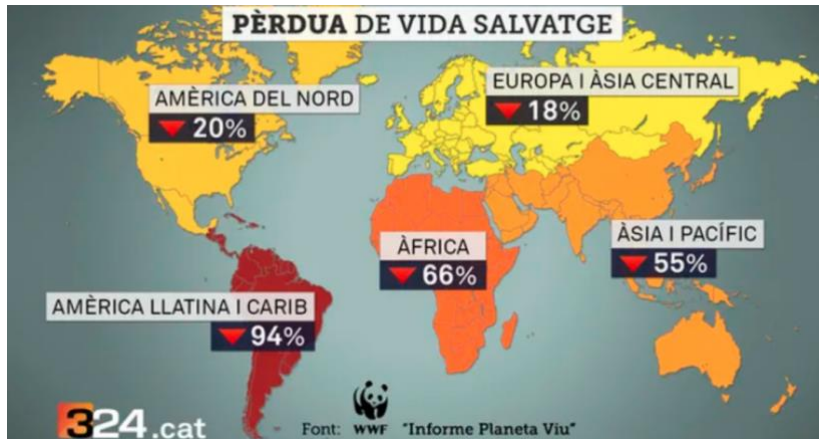 PÈRDUA DE VIDA SALVATGE
AMÈRICA DEL NORD
20%
EUROPA I ÀSIA CENTRAL
18%
ÀFRICA
66%
ÀSIA I PACÍFIC
55%
AMÈRICA LLATINA I CARIB
94%
324.cat
Font: WWF "Informe Planeta Viu"